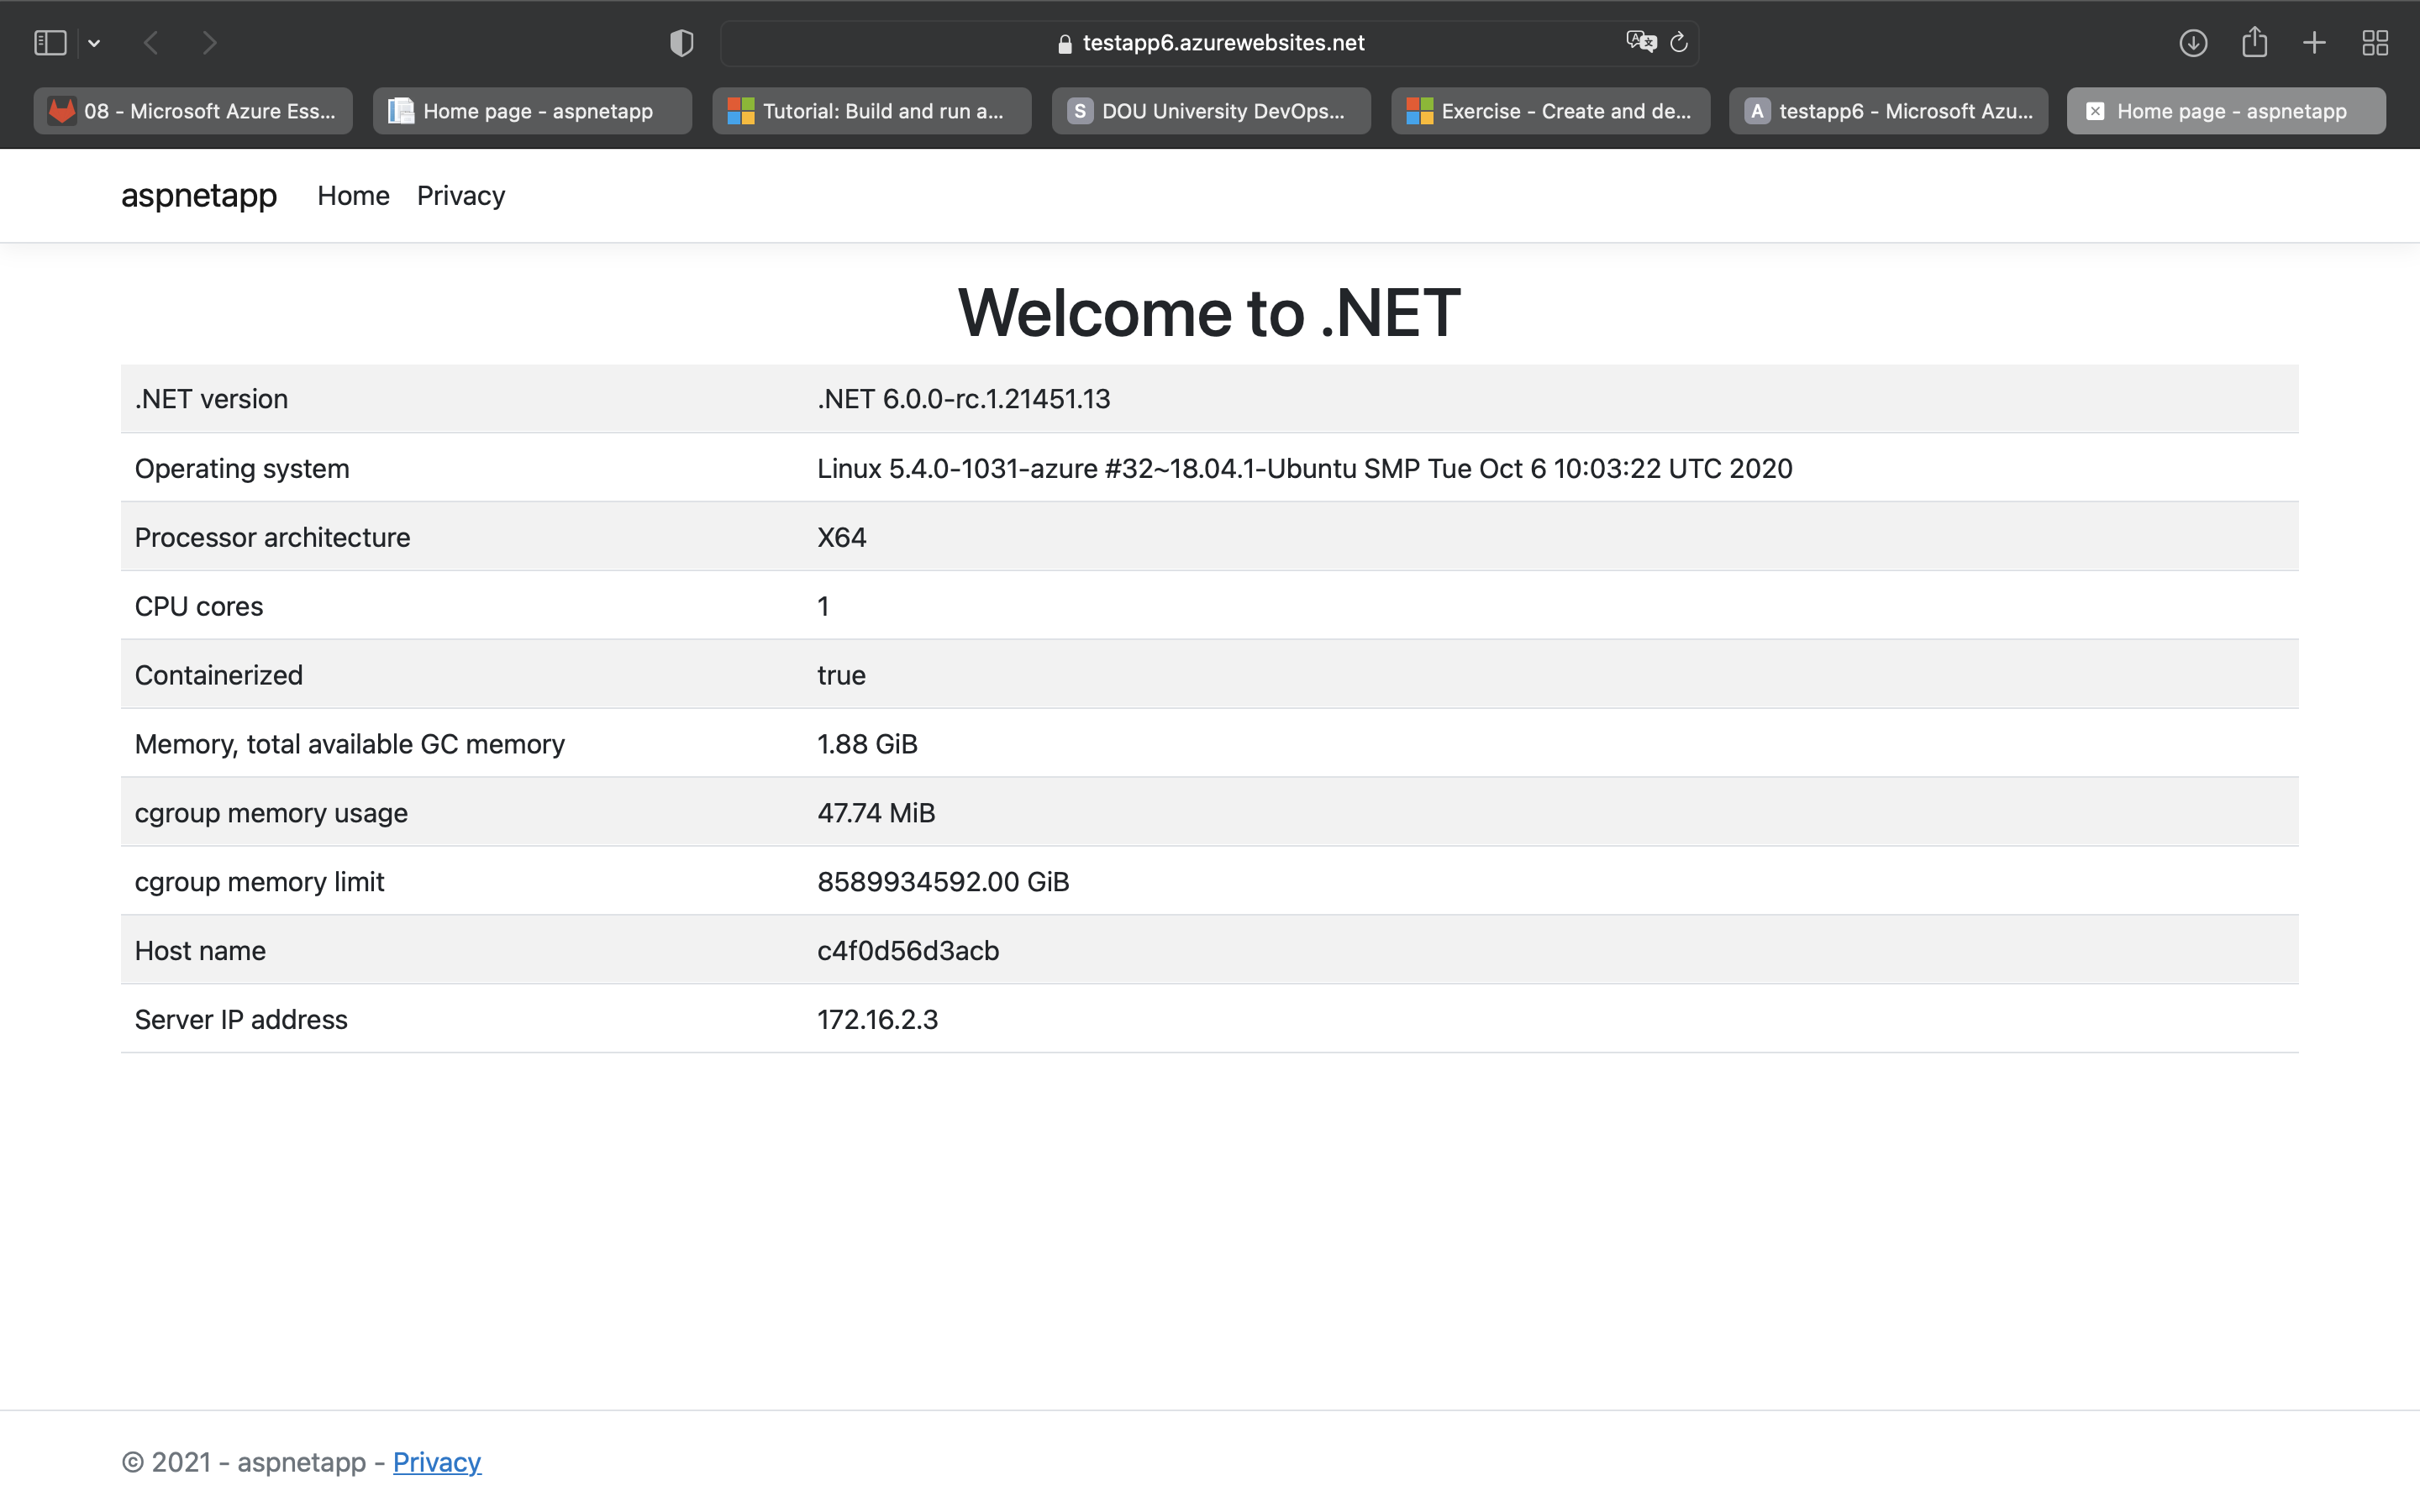 testapp6.azurewebsites.net
08 - Microsoft Azure Ess...
Home page - aspnetapp
Tutorial: Build and run a...
S DOU University DevOps...
Exercise - Create and de...
A testapp6 - Microsoft Azu...
Home page - aspnetapp
aspnetapp Home Privacy
Welcome to .NET
.NET version .NET 6.0.0-rc.1.21451.13
Operating system Linux 5.4.0-1031-azure #32~18.04.1-Ubuntu SMP Tue Oct 6 10:03:22 UTC 2020
Processor architecture X64
CPU cores 1
Containerized true
Memory, total available GC memory 1.88 GiB
cgroup memory usage 47.74 MiB
cgroup memory limit 8589934592.00 GiB
Host name c4f0d56d3acb
Server IP address 172.16.2.3
© 2021 - aspnetapp - Privacy